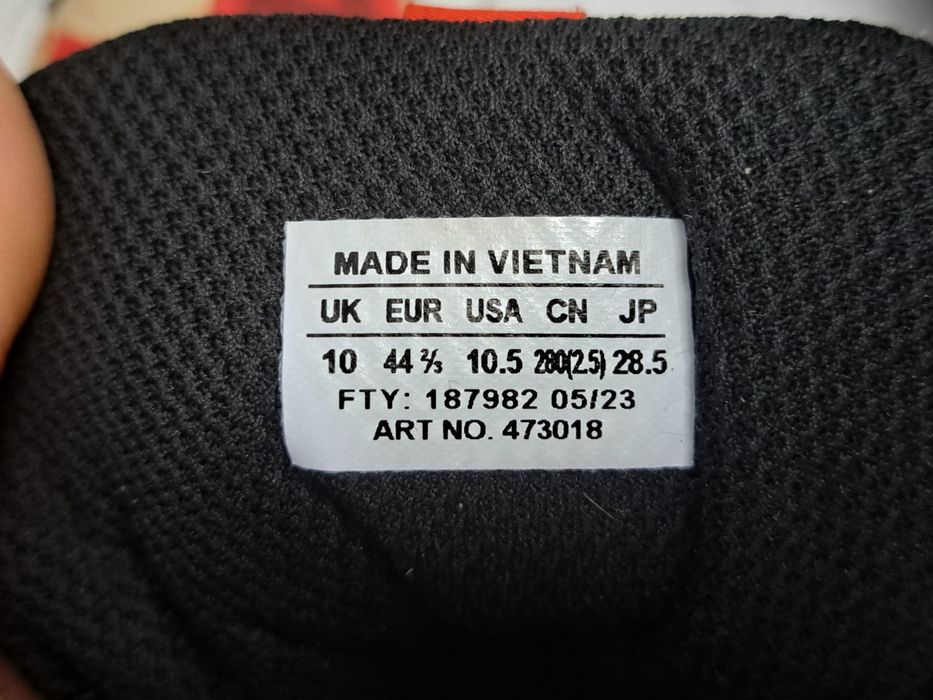 MADE IN VIETNAM
UK EUR USA CN JP
10 44 ⅔ 10.5 280(2.5) 28.5
FTY: 187982 05/23
ART NO. 473018